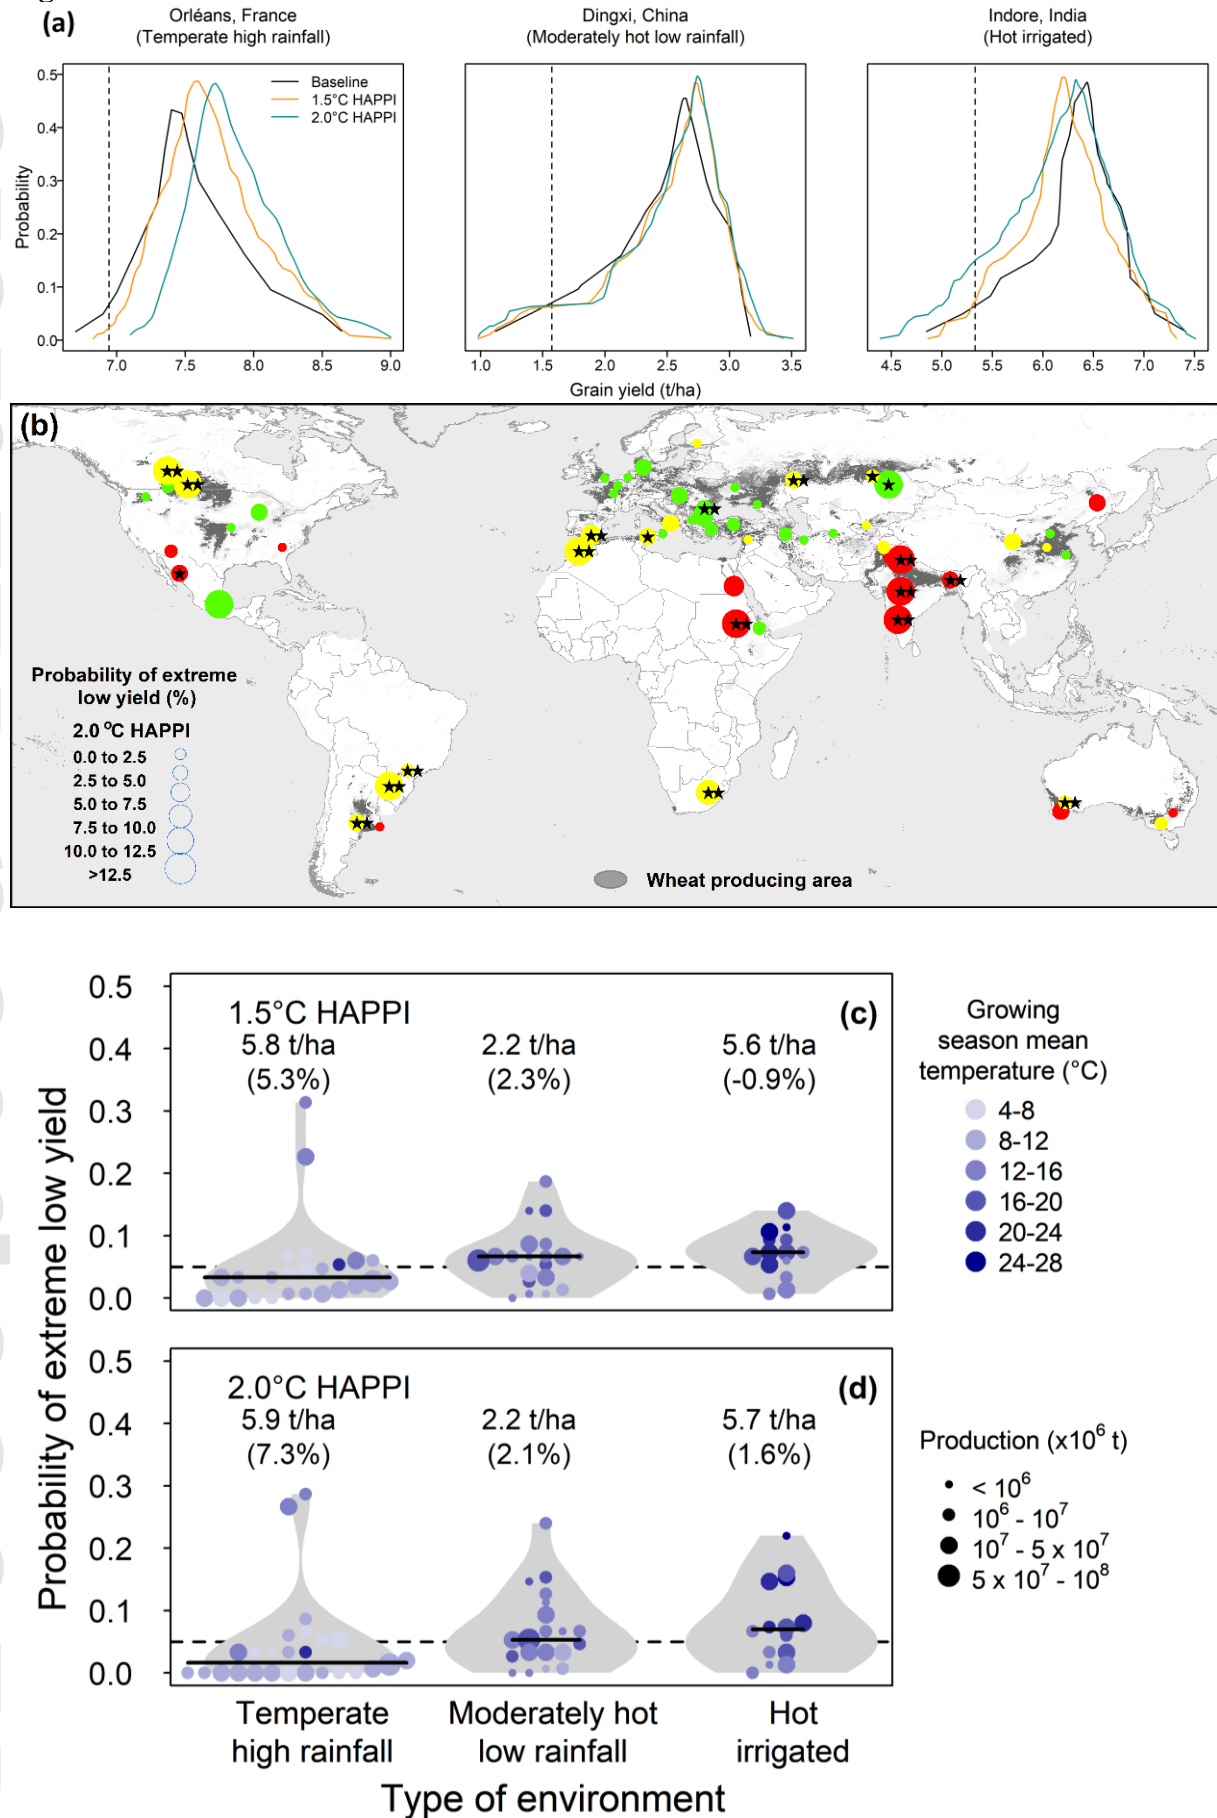 (a)
Orléans, France
(Temperate high rainfall)
Dingxi, China
(Moderately hot low rainfall)
Indore, India
(Hot irrigated)
Baseline
1.5°C HAPPI
2.0°C HAPPI
Probability
0.5
0.4
0.3
0.2
0.1
0.0
7.0 7.5 8.0 8.5 9.0
1.0 1.5 2.0 2.5 3.0 3.5
4.5 5.0 5.5 6.0 6.5 7.0 7.5
Grain yield (t/ha)
(b)
Probability of extreme
low yield (%)
2.0 °C HAPPI
0.0 to 2.5
2.5 to 5.0
5.0 to 7.5
7.5 to 10.0
10.0 to 12.5
>12.5
Wheat producing area
Probability of extreme low yield
0.5
0.4
0.3
0.2
0.1
0.0
1.5°C HAPPI
(c)
5.8 t/ha
(5.3%)
2.2 t/ha
(2.3%)
5.6 t/ha
(-0.9%)
Growing
season mean
temperature (°C)
4-8
8-12
12-16
16-20
20-24
24-28
0.5
0.4
0.3
0.2
0.1
0.0
2.0°C HAPPI
(d)
5.9 t/ha
(7.3%)
2.2 t/ha
(2.1%)
5.7 t/ha
(1.6%)
Production (x10⁶ t)
< 10⁶
10⁶ - 10⁷
10⁷ - 5 x 10⁷
5 x 10⁷ - 10⁸
Temperate
high rainfall
Moderately hot
low rainfall
Hot
irrigated
Type of environment